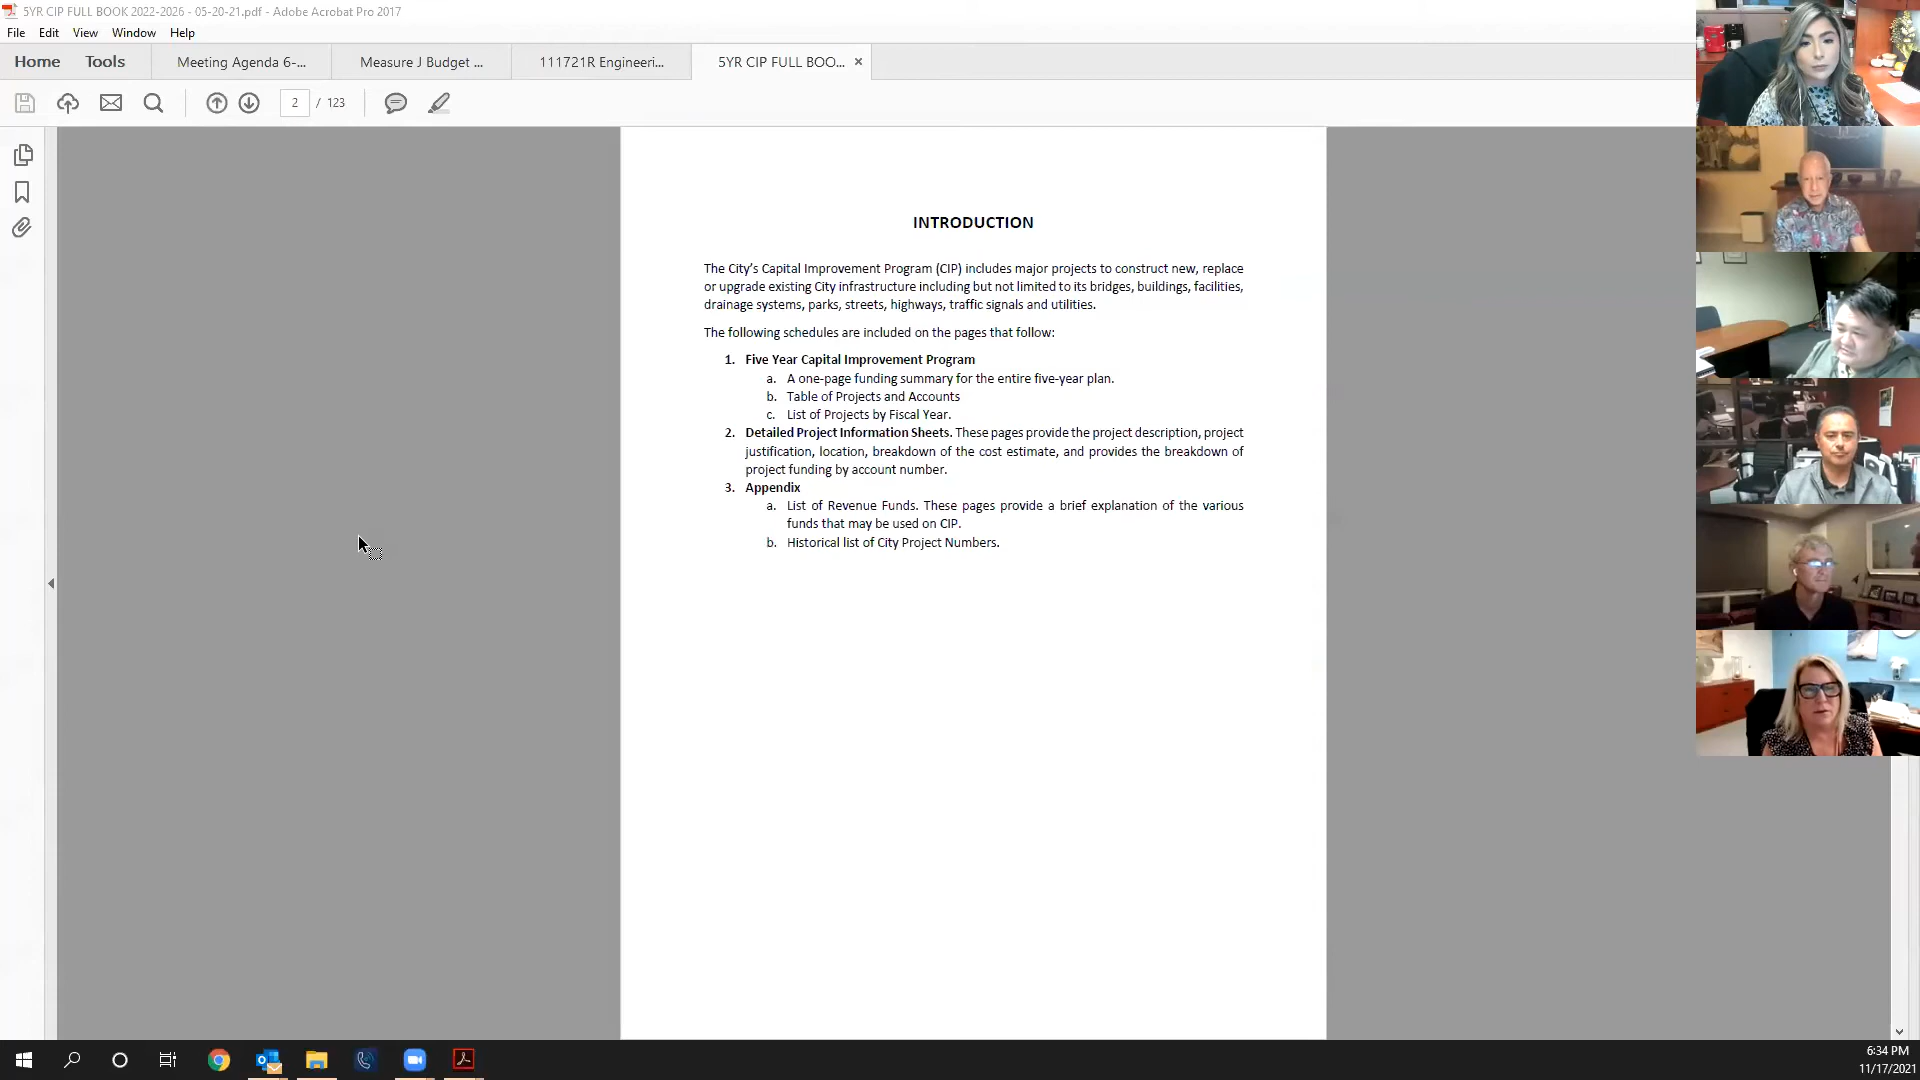 5YR CIP FULL BOOK 2022-2026 - 05-20-21.pdf - Adobe Acrobat Pro 2017
File Edit View Window Help
Home Tools Meeting Agenda 6-... Measure J Budget ... 111721R Engineeri... 5YR CIP FULL BOO... ×
2 / 123
INTRODUCTION
The City's Capital Improvement Program (CIP) includes major projects to construct new, replace
or upgrade existing City infrastructure including but not limited to its bridges, buildings, facilities,
drainage systems, parks, streets, highways, traffic signals and utilities.
The following schedules are included on the pages that follow:
1. Five Year Capital Improvement Program
a. A one-page funding summary for the entire five-year plan.
b. Table of Projects and Accounts
c. List of Projects by Fiscal Year.
2. Detailed Project Information Sheets. These pages provide the project description, project
justification, location, breakdown of the cost estimate, and provides the breakdown of
project funding by account number.
3. Appendix
a. List of Revenue Funds. These pages provide a brief explanation of the various
funds that may be used on CIP.
b. Historical list of City Project Numbers.
6:34 PM
11/17/2021